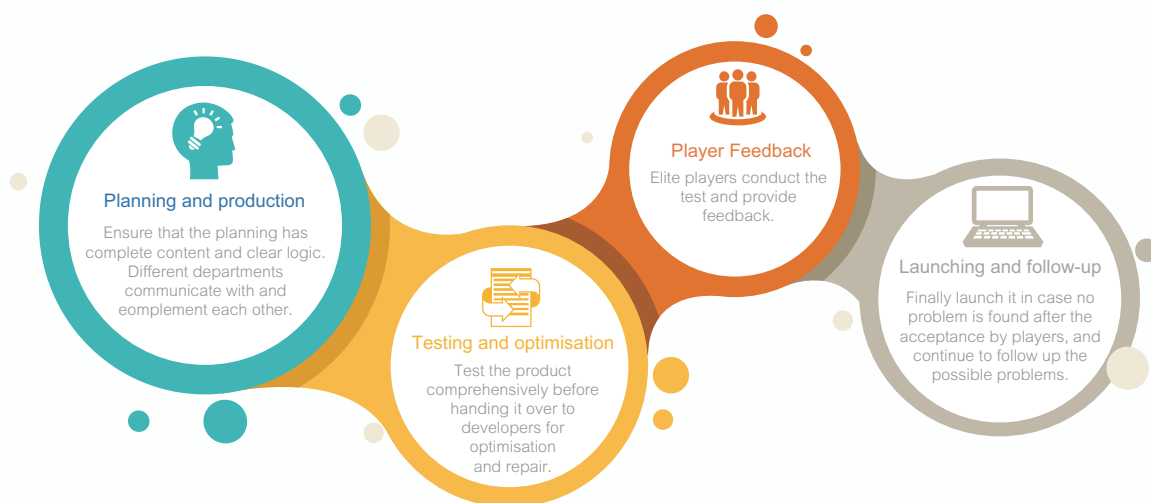 Planning and production
Ensure that the planning has
complete content and clear logic.
Different departments
communicate with and
eomplement each other.
Testing and optimisation
Test the product
comprehensively before
handing it over to
developers for
optimisation
and repair.
Player Feedback
Elite players conduct the
test and provide
feedback.
Launching and follow-up
Finally launch it in case no
problem is found after the
acceptance by players, and
continue to follow up the
possible problems.